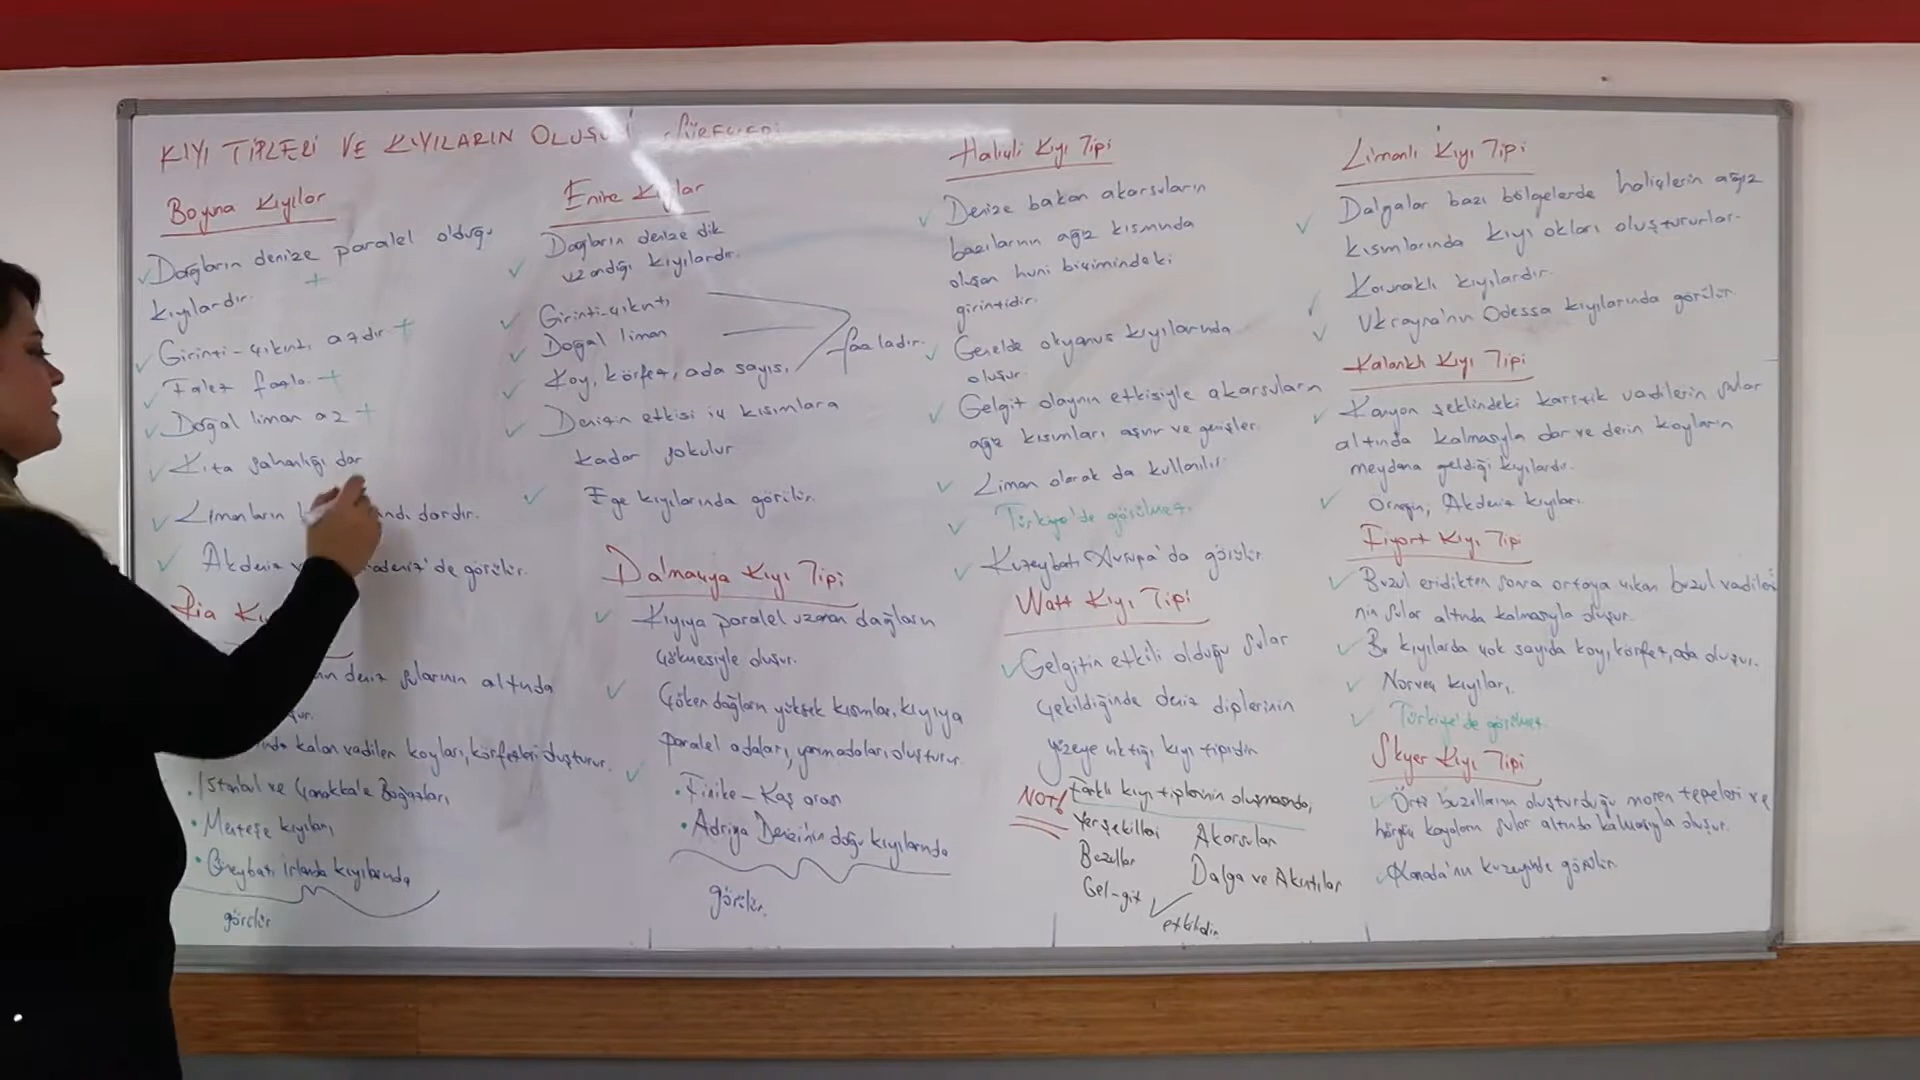 KIYI TİPLERİ VE KIYILARIN OLUŞU
Boyuna Kıyılar
Dağların denize paralel olduğu
kıyılardır.
Girinti-çıkıntı azdır +
Falez fazla +
Doğal liman az +
Kıta sahanlığı dar
Limanların dardır.
Akdeniz 'de görülür.
Ria
deniz sularının altında
kalan vadileri koyları, körfezleri oluşturur.
İstanbul ve Çanakkale Boğazları,
Menteşe kıyıları,
Güneybatı İrlanda kıyılarında
görülür
Enine Kıyılar
Dağların denize dik
uzandığı kıyılardır.
Girinti-çıkıntı
Doğal liman
Koy, körfez, ada sayısı
fazladır.
Denizin etkisi iç kısımlara
kadar sokulur
Ege kıyılarında görülür.
Dalmaçya Kıyı Tipi
Kıyıya paralel uzanan dağların
çökmesiyle oluşur.
Çöken dağların yüksek kısımları, kıyıya
paralel adaları, yarımadaları oluşturur.
Finike - Kaş arası
Adriya Denizi'nin doğu kıyılarında
görülür.
Haliçli Kıyı Tipi
Denize bakan akarsuların
bazılarının ağız kısmında
oluşan huni biçimindeki
girintidir.
Genelde okyanus kıyılarında
oluşur
Gelgit olayının etkisiyle akarsuların
ağız kısımları aşınır ve genişler.
Liman olarak da kullanılır.
Türkiye'de görülmez.
Kuzeybatı Avrupa'da görülür.
Watt Kıyı Tipi
Gelgitin etkili olduğu sular
çekildiğinde deniz diplerinin
yüzeye çıktığı kıyı tipidir
NOT! Farklı kıyı tiplerinin oluşmasında,
Yerşekilleri Akarsular
Buzullar Dalga ve Akıntılar
Gel-git
etkilidir
Limanlı Kıyı Tipi
Dalgalar bazı bölgelerde haliçlerin ağız
kısımlarında kıyı okları oluştururlar.
Korunaklı kıyılardır.
Ukrayna'nın Odessa kıyılarında görülür.
Kalanklı Kıyı Tipi
Kanyon şeklindeki karstik vadilerin sular
altında kalmasıyla dar ve derin koyların
meydana geldiği kıyılardır.
Örneğin; Akdeniz kıyıları.
Fiyort Kıyı Tipi
Buzul eridikten sonra ortaya çıkan buzul vadileri
nin sular altında kalmasıyla oluşur.
Bu kıyılarda çok sayıda koy, körfez, ada oluşur.
Norveç kıyıları,
Türkiye'de görülmez
Skyer Kıyı Tipi
Örtü buzullarının oluşturduğu moren tepeleri ve
hörgüç kayaların sular altında kalmasıyla oluşur.
Kanada'nın kuzeyinde görülür.